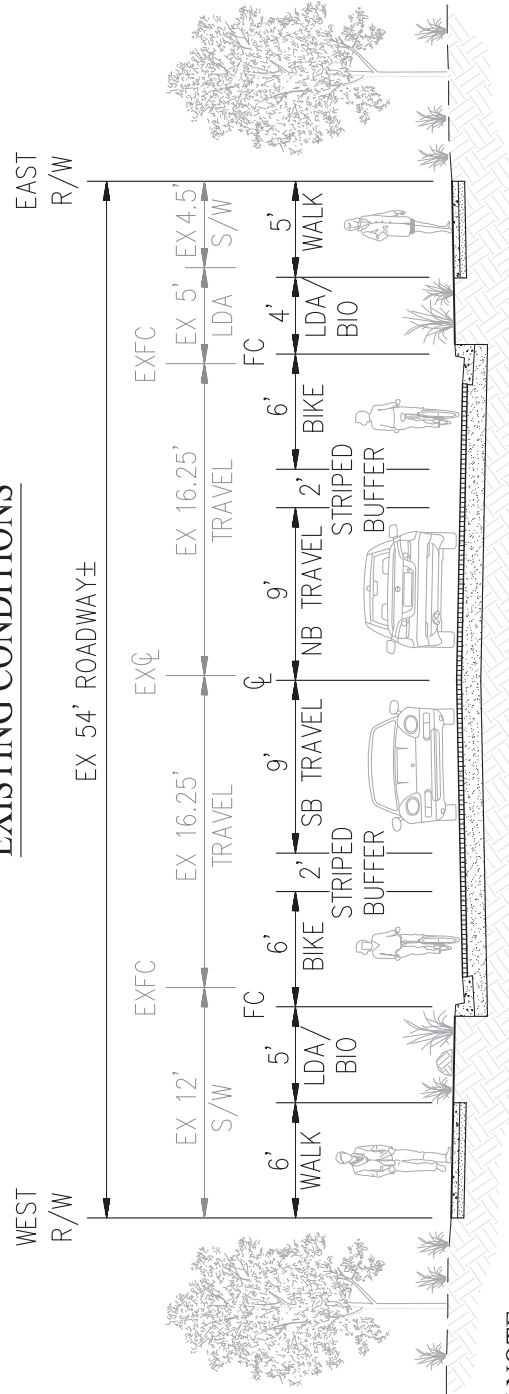 EXISTING CONDITIONS
WEST
R/W
EAST
R/W
EX 54' ROADWAY±
EXFC
EX℄
EXFC
EX 12'
S/W
EX 16.25'
TRAVEL
EX 16.25'
TRAVEL
EX 5'
LDA
EX 4.5'
S/W
FC
℄
FC
6'
WALK
5'
LDA/
BIO
6'
BIKE
2'
STRIPED
BUFFER
9'
SB TRAVEL
9'
NB TRAVEL
2'
STRIPED
BUFFER
6'
BIKE
4'
LDA/
BIO
5'
WALK
NOTE